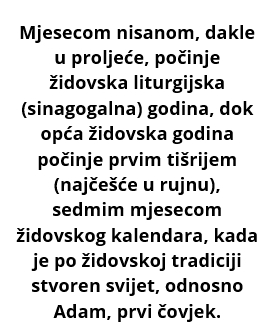 Mjesecom nisanom, dakle
u proljeće, počinje
židovska liturgijska
(sinagogalna) godina, dok
opća židovska godina
počinje prvim tišrijem
(najčešće u rujnu),
sedmim mjesecom
židovskog kalendara, kada
je po židovskoj tradiciji
stvoren svijet, odnosno
Adam, prvi čovjek.